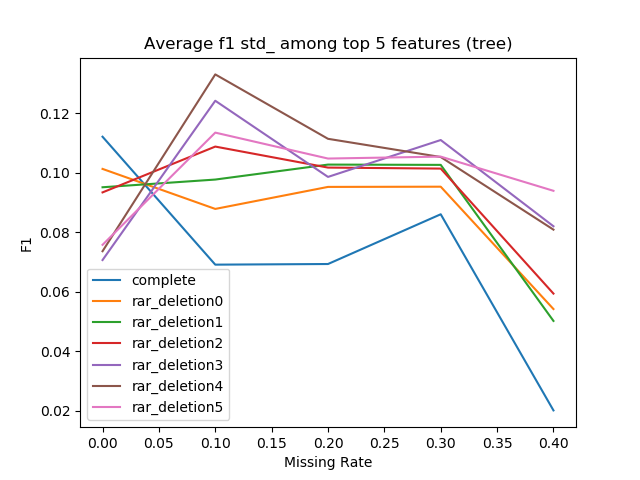 Average f1 std_ among top 5 features (tree)
F1
0.12
0.10
0.08
0.06
0.04
0.02
complete
rar_deletion0
rar_deletion1
rar_deletion2
rar_deletion3
rar_deletion4
rar_deletion5
0.00 0.05 0.10 0.15 0.20 0.25 0.30 0.35 0.40
Missing Rate